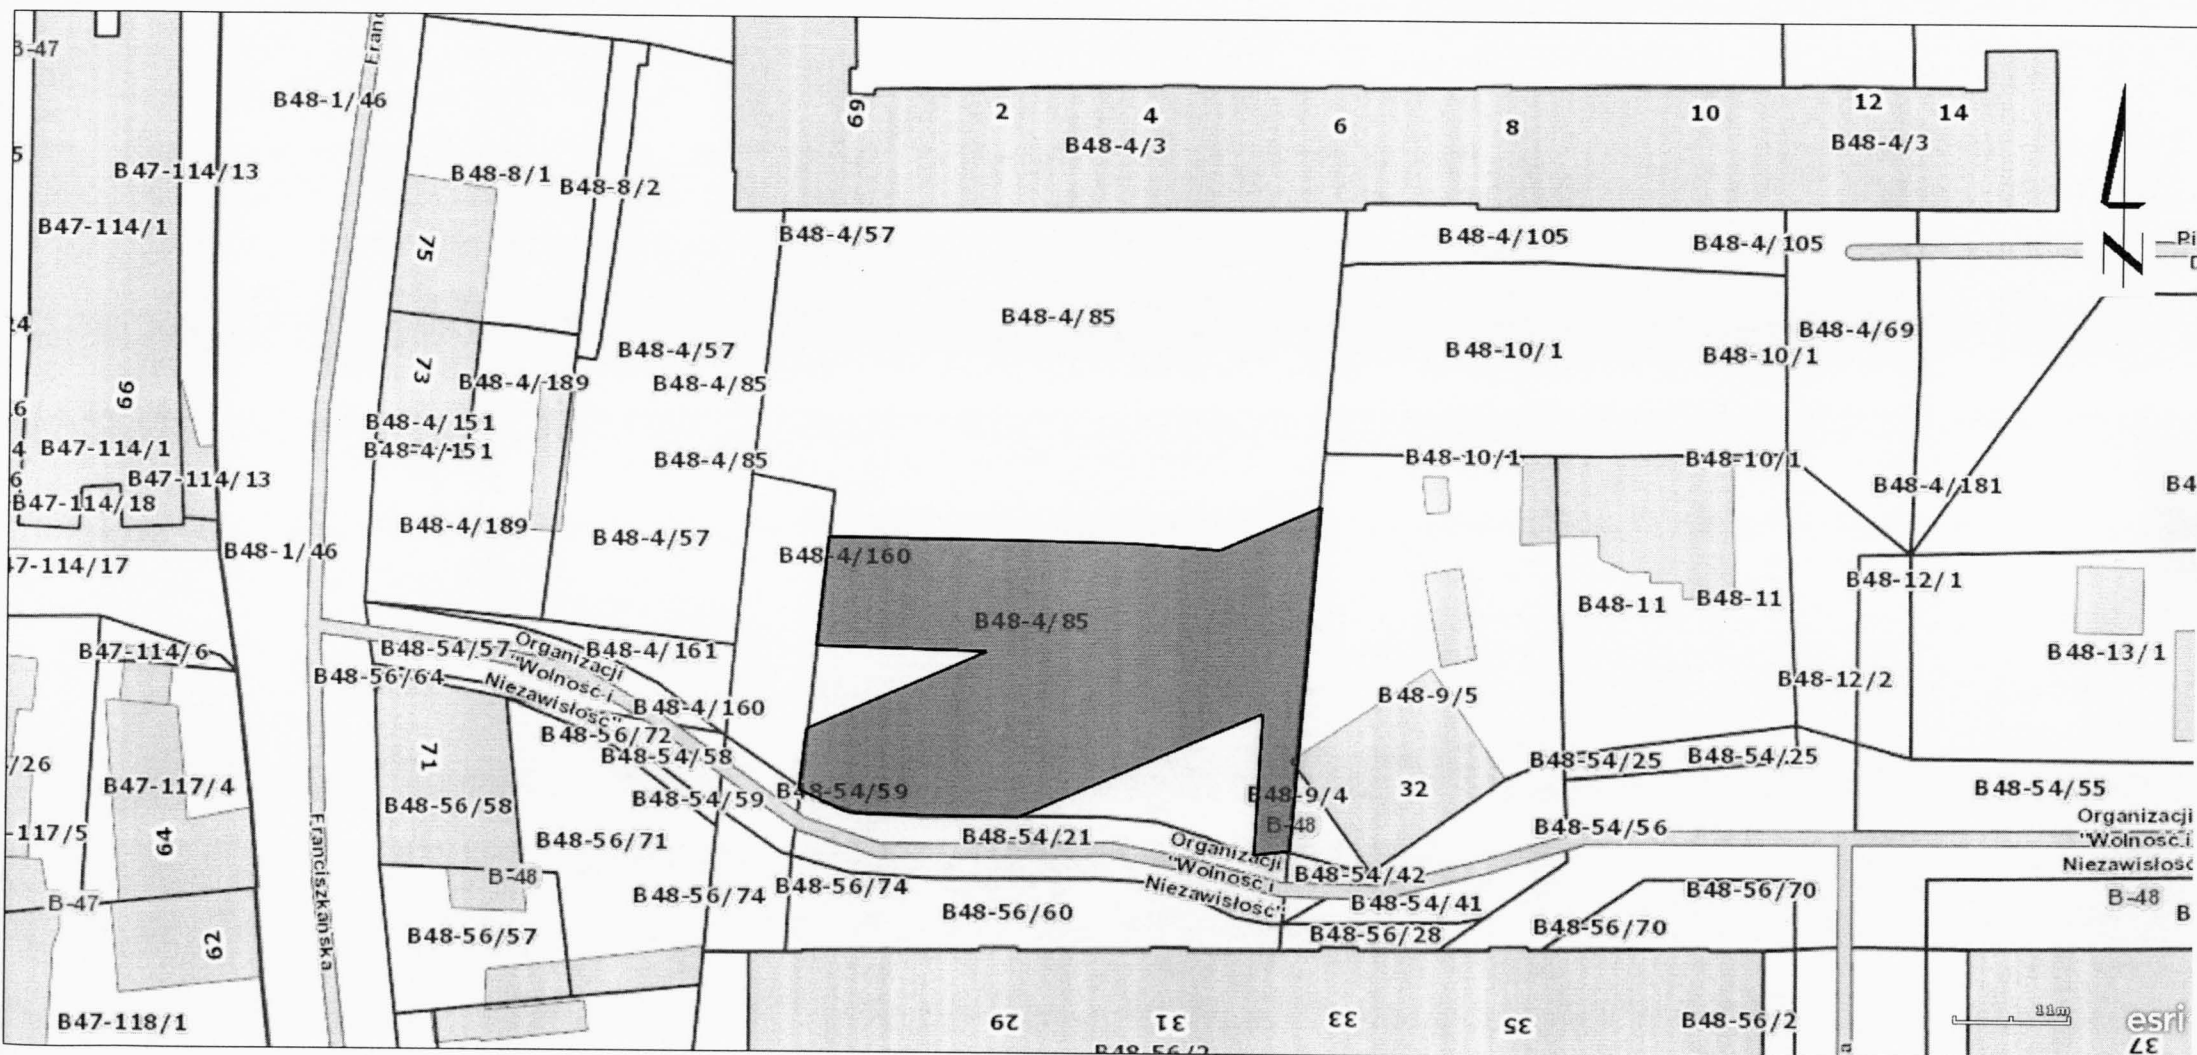 B-47
Franc
B48-1/46
69
2
4
6
8
10
12
14
B48-4/3
B48-4/3
B47-114/13
B48-8/1
B48-8/2
B47-114/1
75
B48-4/57
B48-4/105
B48-4/105
Pi
N
B48-4/85
B48-4/69
B48-4/57
B48-10/1
B48-10/1
73
B48-4/189
B48-4/85
66
B48-4/151
B48-4/151
B47-114/1
B48-4/85
B48-10/1
B48-10/1
B47-114/13
B48-4/181
B4
B47-114/18
B48-4/189
B48-4/57
B48-1/46
B48-4/160
47-114/17
B48-12/1
B48-11
B48-11
B48-4/85
B47-114/6
B48-54/57
B48-4/161
B48-13/1
Organizacji
"Wolność i
Niezawisłość"
B48-56/64
B48-12/2
B48-9/5
B48-4/160
B48-56/72
71
B48-54/58
B48-54/25
B48-54/25
/26
B47-117/4
B48-54/59
B48-54/59
B48-9/4
32
B48-54/55
B48-56/58
-117/5
64
B48-56/71
B48-54/21
B-48
B48-54/56
Organizacji
"Wolność i
Niezawisłość"
Organizacji
"Wolność i
Niezawisłość
Franciszkańska
B-48
B48-56/74
B48-56/74
B48-54/42
B48-56/70
B-47
B48-56/60
B48-54/41
B-48
B
62
B48-56/57
B48-56/28
B48-56/70
B47-118/1
29
31
33
35
B48-56/2
11m
esri
37
B48-56/2